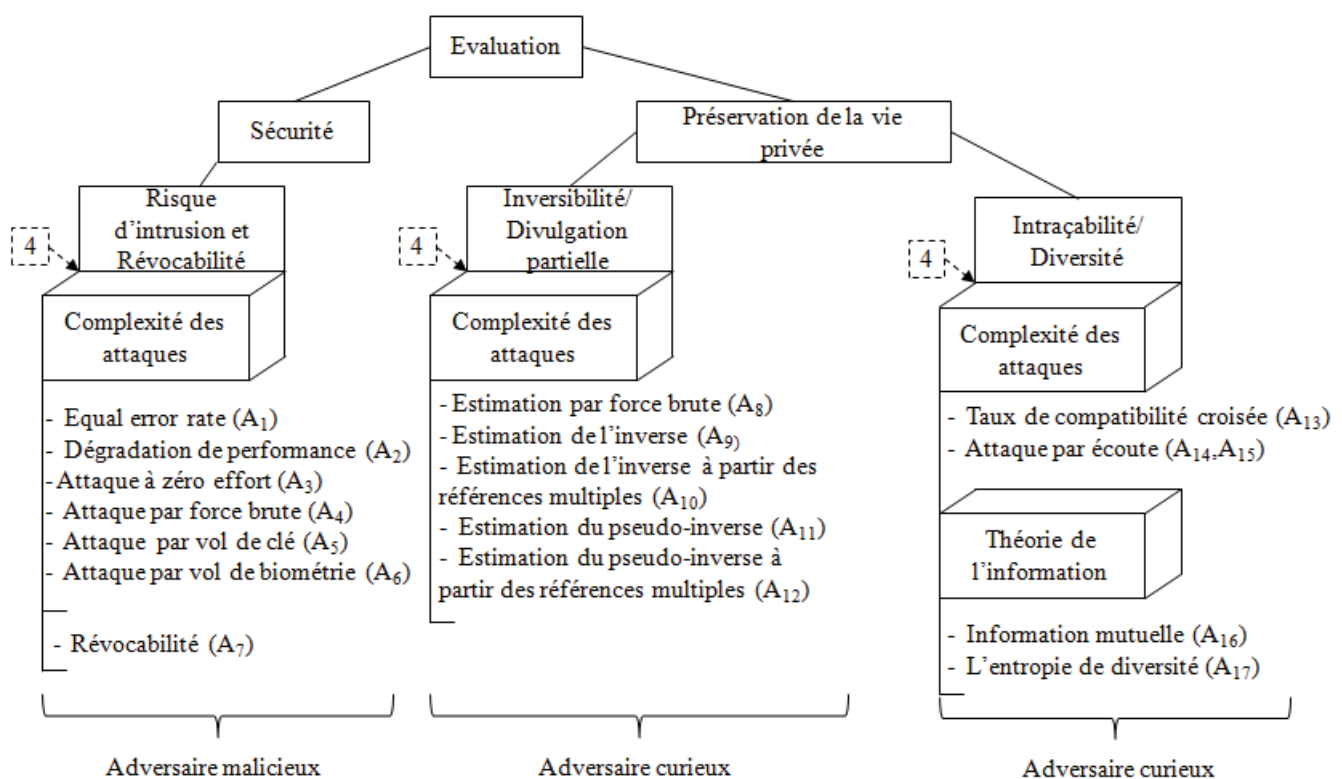 Evaluation
Sécurité
Préservation de la vie
privée
Risque
d'intrusion et
Révocabilité
4
Complexité des
attaques
- Equal error rate (A1)
- Dégradation de performance (A2)
-Attaque à zéro effort (A3)
- Attaque par force brute (A4)
- Attaque par vol de clé (A5)
- Attaque par vol de biométrie (A6)
- Révocabilité (A7)
Adversaire malicieux
Inversibilité/
Divulgation
partielle
4
Complexité des
attaques
- Estimation par force brute (A8)
- Estimation de l'inverse (A9)
- Estimation de l'inverse à partir des
références multiples (A10)
- Estimation du pseudo-inverse (A11)
- Estimation du pseudo-inverse à
partir des références multiples (A12)
Adversaire curieux
Intraçabilité/
Diversité
4
Complexité des
attaques
- Taux de compatibilité croisée (A13)
- Attaque par écoute (A14,A15)
Théorie de
l'information
- Information mutuelle (A16)
- L'entropie de diversité (A17)
Adversaire curieux